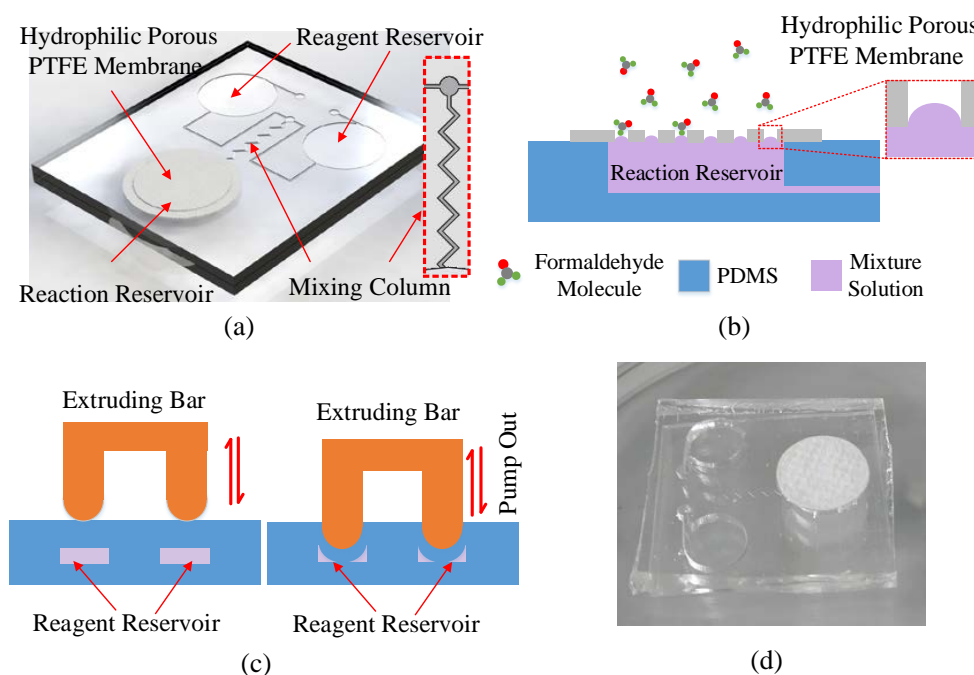 Hydrophilic Porous
PTFE Membrane
Reagent Reservoir
Reaction Reservoir
Mixing Column
(a)
Hydrophilic Porous
PTFE Membrane
Reaction Reservoir
Formaldehyde
Molecule
PDMS
Mixture
Solution
(b)
Extruding Bar
Extruding Bar
Pump Out
Reagent Reservoir
Reagent Reservoir
(c)
(d)